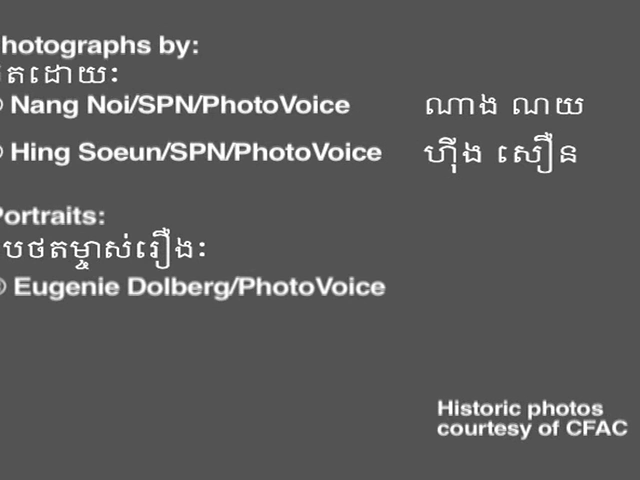 hotographs by:
តដោយ:
Nang Noi/SPN/PhotoVoice ណាង ណយ
Hing Soeun/SPN/PhotoVoice ហ៊ីង សឿន
Portraits:
បថតម្ចាស់រឿង:
© Eugenie Dolberg/PhotoVoice
Historic photos
courtesy of CFAC